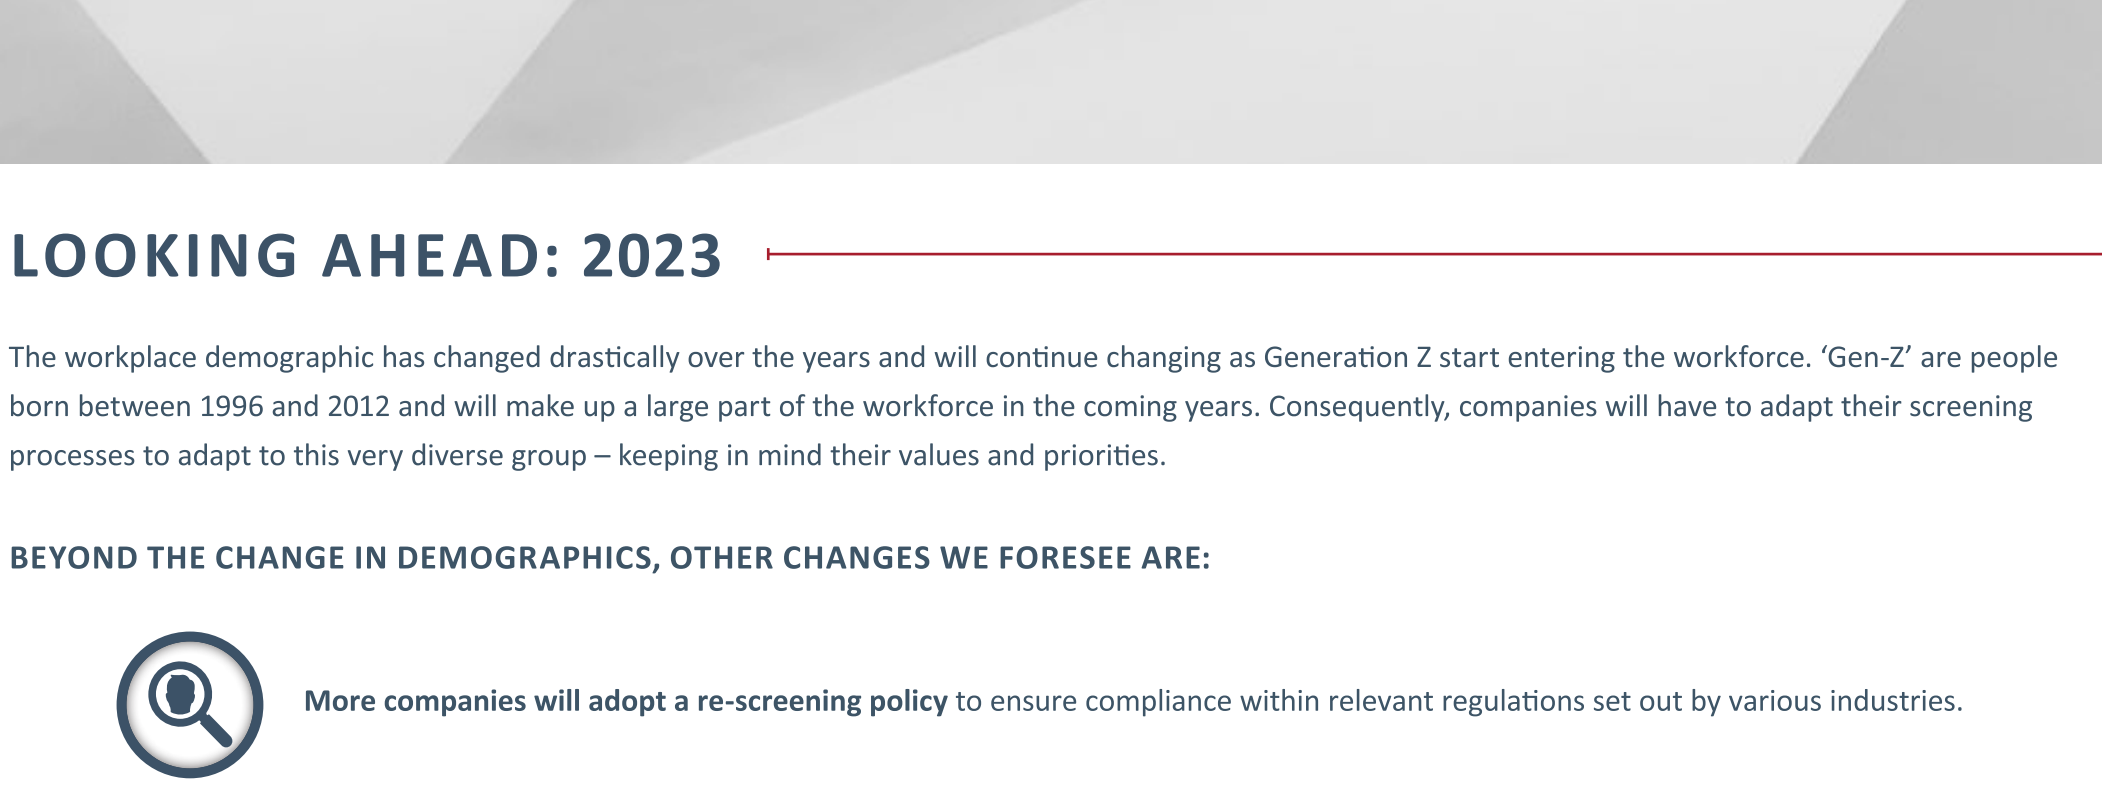 LOOKING AHEAD: 2023
The workplace demographic has changed drastically over the years and will continue changing as Generation Z start entering the workforce. ‘Gen-Z’ are people
born between 1996 and 2012 and will make up a large part of the workforce in the coming years. Consequently, companies will have to adapt their screening
processes to adapt to this very diverse group – keeping in mind their values and priorities.
BEYOND THE CHANGE IN DEMOGRAPHICS, OTHER CHANGES WE FORESEE ARE:
More companies will adopt a re-screening policy to ensure compliance within relevant regulations set out by various industries.